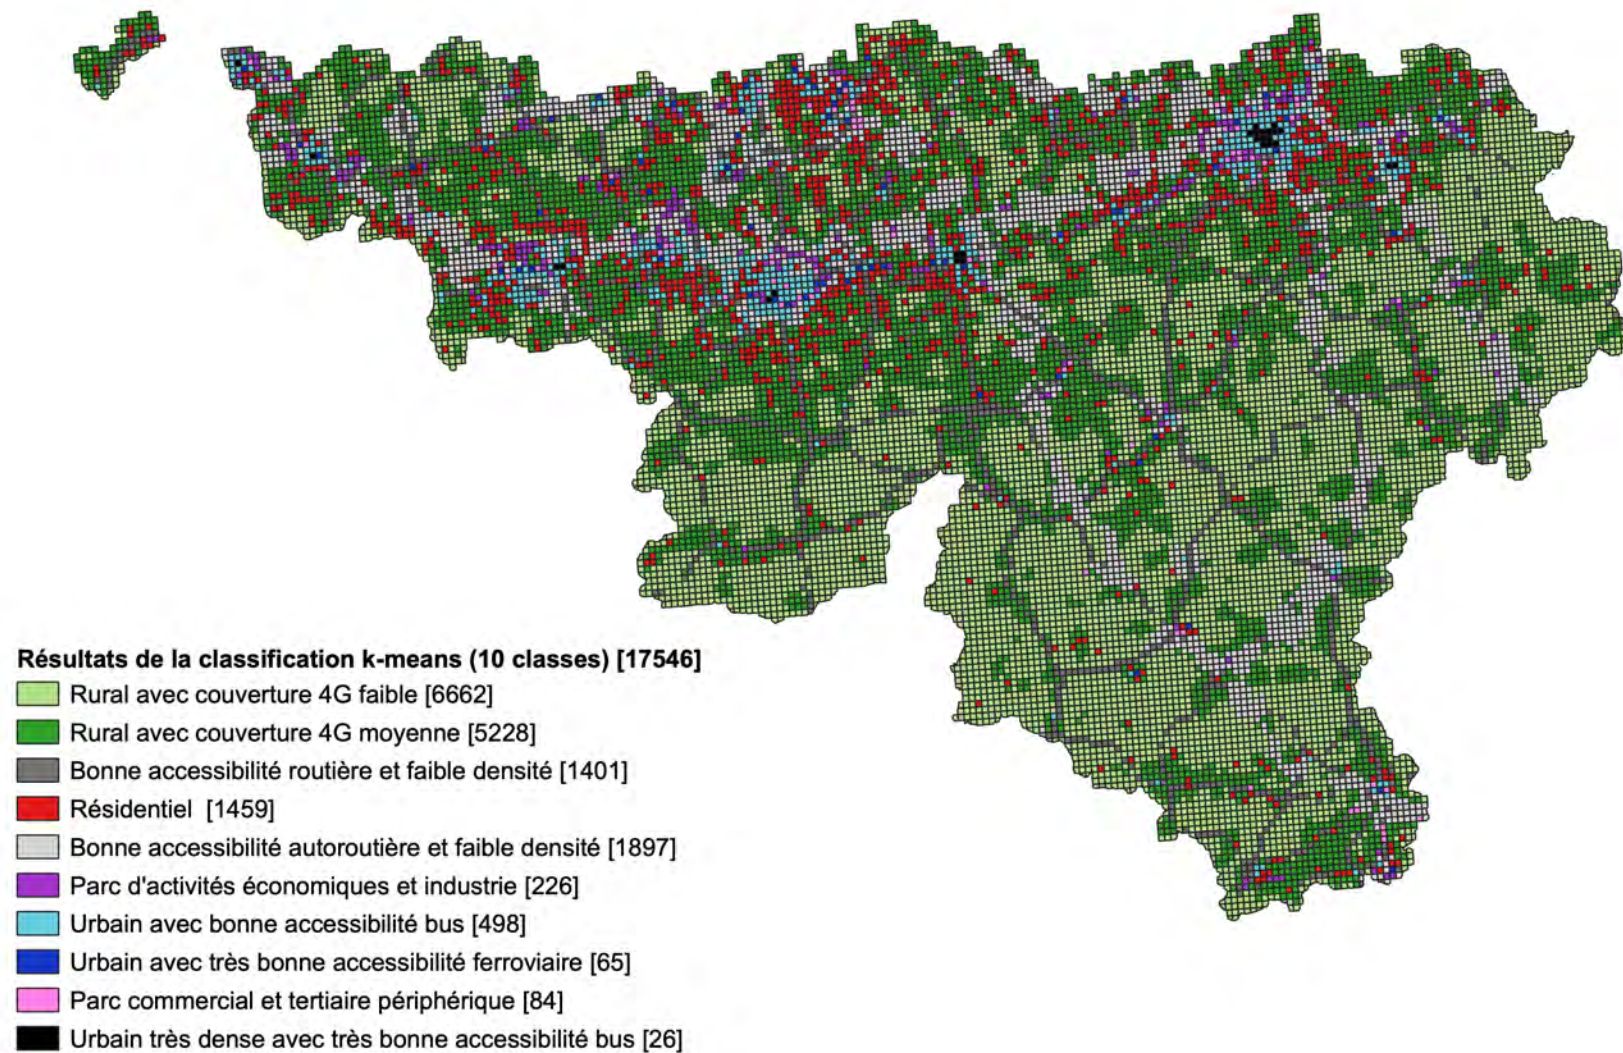 Résultats de la classification k-means (10 classes) [17546]
Rural avec couverture 4G faible [6662]
Rural avec couverture 4G moyenne [5228]
Bonne accessibilité routière et faible densité [1401]
Résidentiel [1459]
Bonne accessibilité autoroutière et faible densité [1897]
Parc d'activités économiques et industrie [226]
Urbain avec bonne accessibilité bus [498]
Urbain avec très bonne accessibilité ferroviaire [65]
Parc commercial et tertiaire périphérique [84]
Urbain très dense avec très bonne accessibilité bus [26]